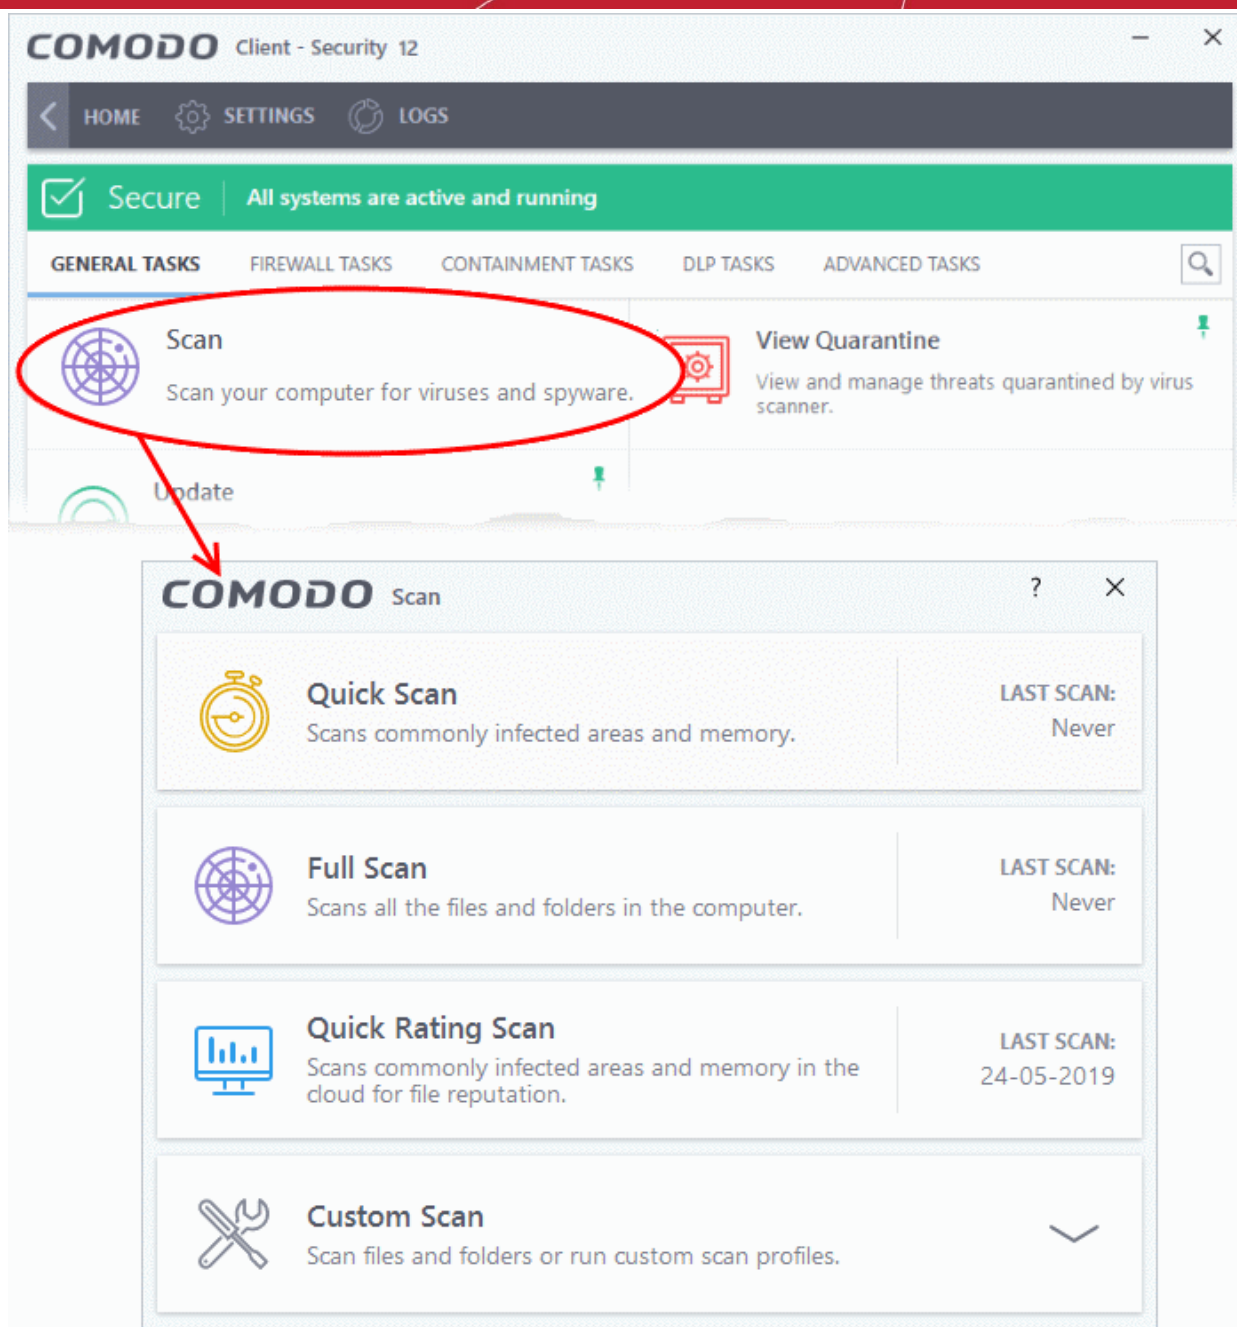 COMODO Client - Security 12
HOME SETTINGS LOGS
Secure All systems are active and running
GENERAL TASKS FIREWALL TASKS CONTAINMENT TASKS DLP TASKS ADVANCED TASKS
Scan
Scan your computer for viruses and spyware.
View Quarantine
View and manage threats quarantined by virus
scanner.
Update
COMODO Scan ?
Quick Scan
Scans commonly infected areas and memory.
LAST SCAN:
Never
Full Scan
Scans all the files and folders in the computer.
LAST SCAN:
Never
Quick Rating Scan
Scans commonly infected areas and memory in the
cloud for file reputation.
LAST SCAN:
24-05-2019
Custom Scan
Scan files and folders or run custom scan profiles.